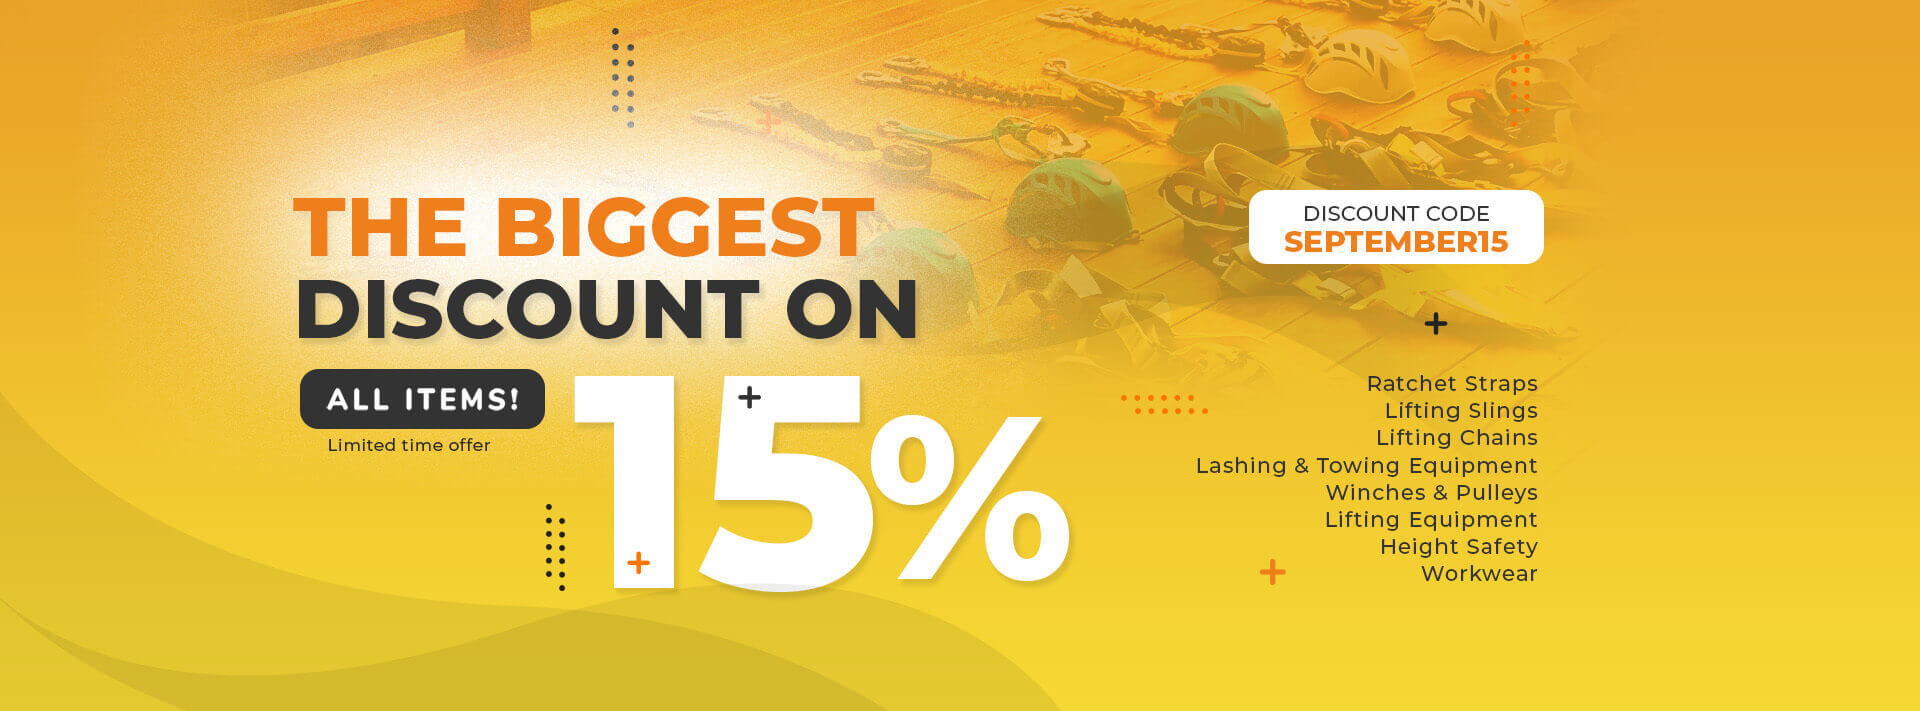 THE BIGGEST
DISCOUNT ON
ALL ITEMS!
Limited time offer
15%
DISCOUNT CODE
SEPTEMBER15
Ratchet Straps
Lifting Slings
Lifting Chains
Lashing & Towing Equipment
Winches & Pulleys
Lifting Equipment
Height Safety
Workwear